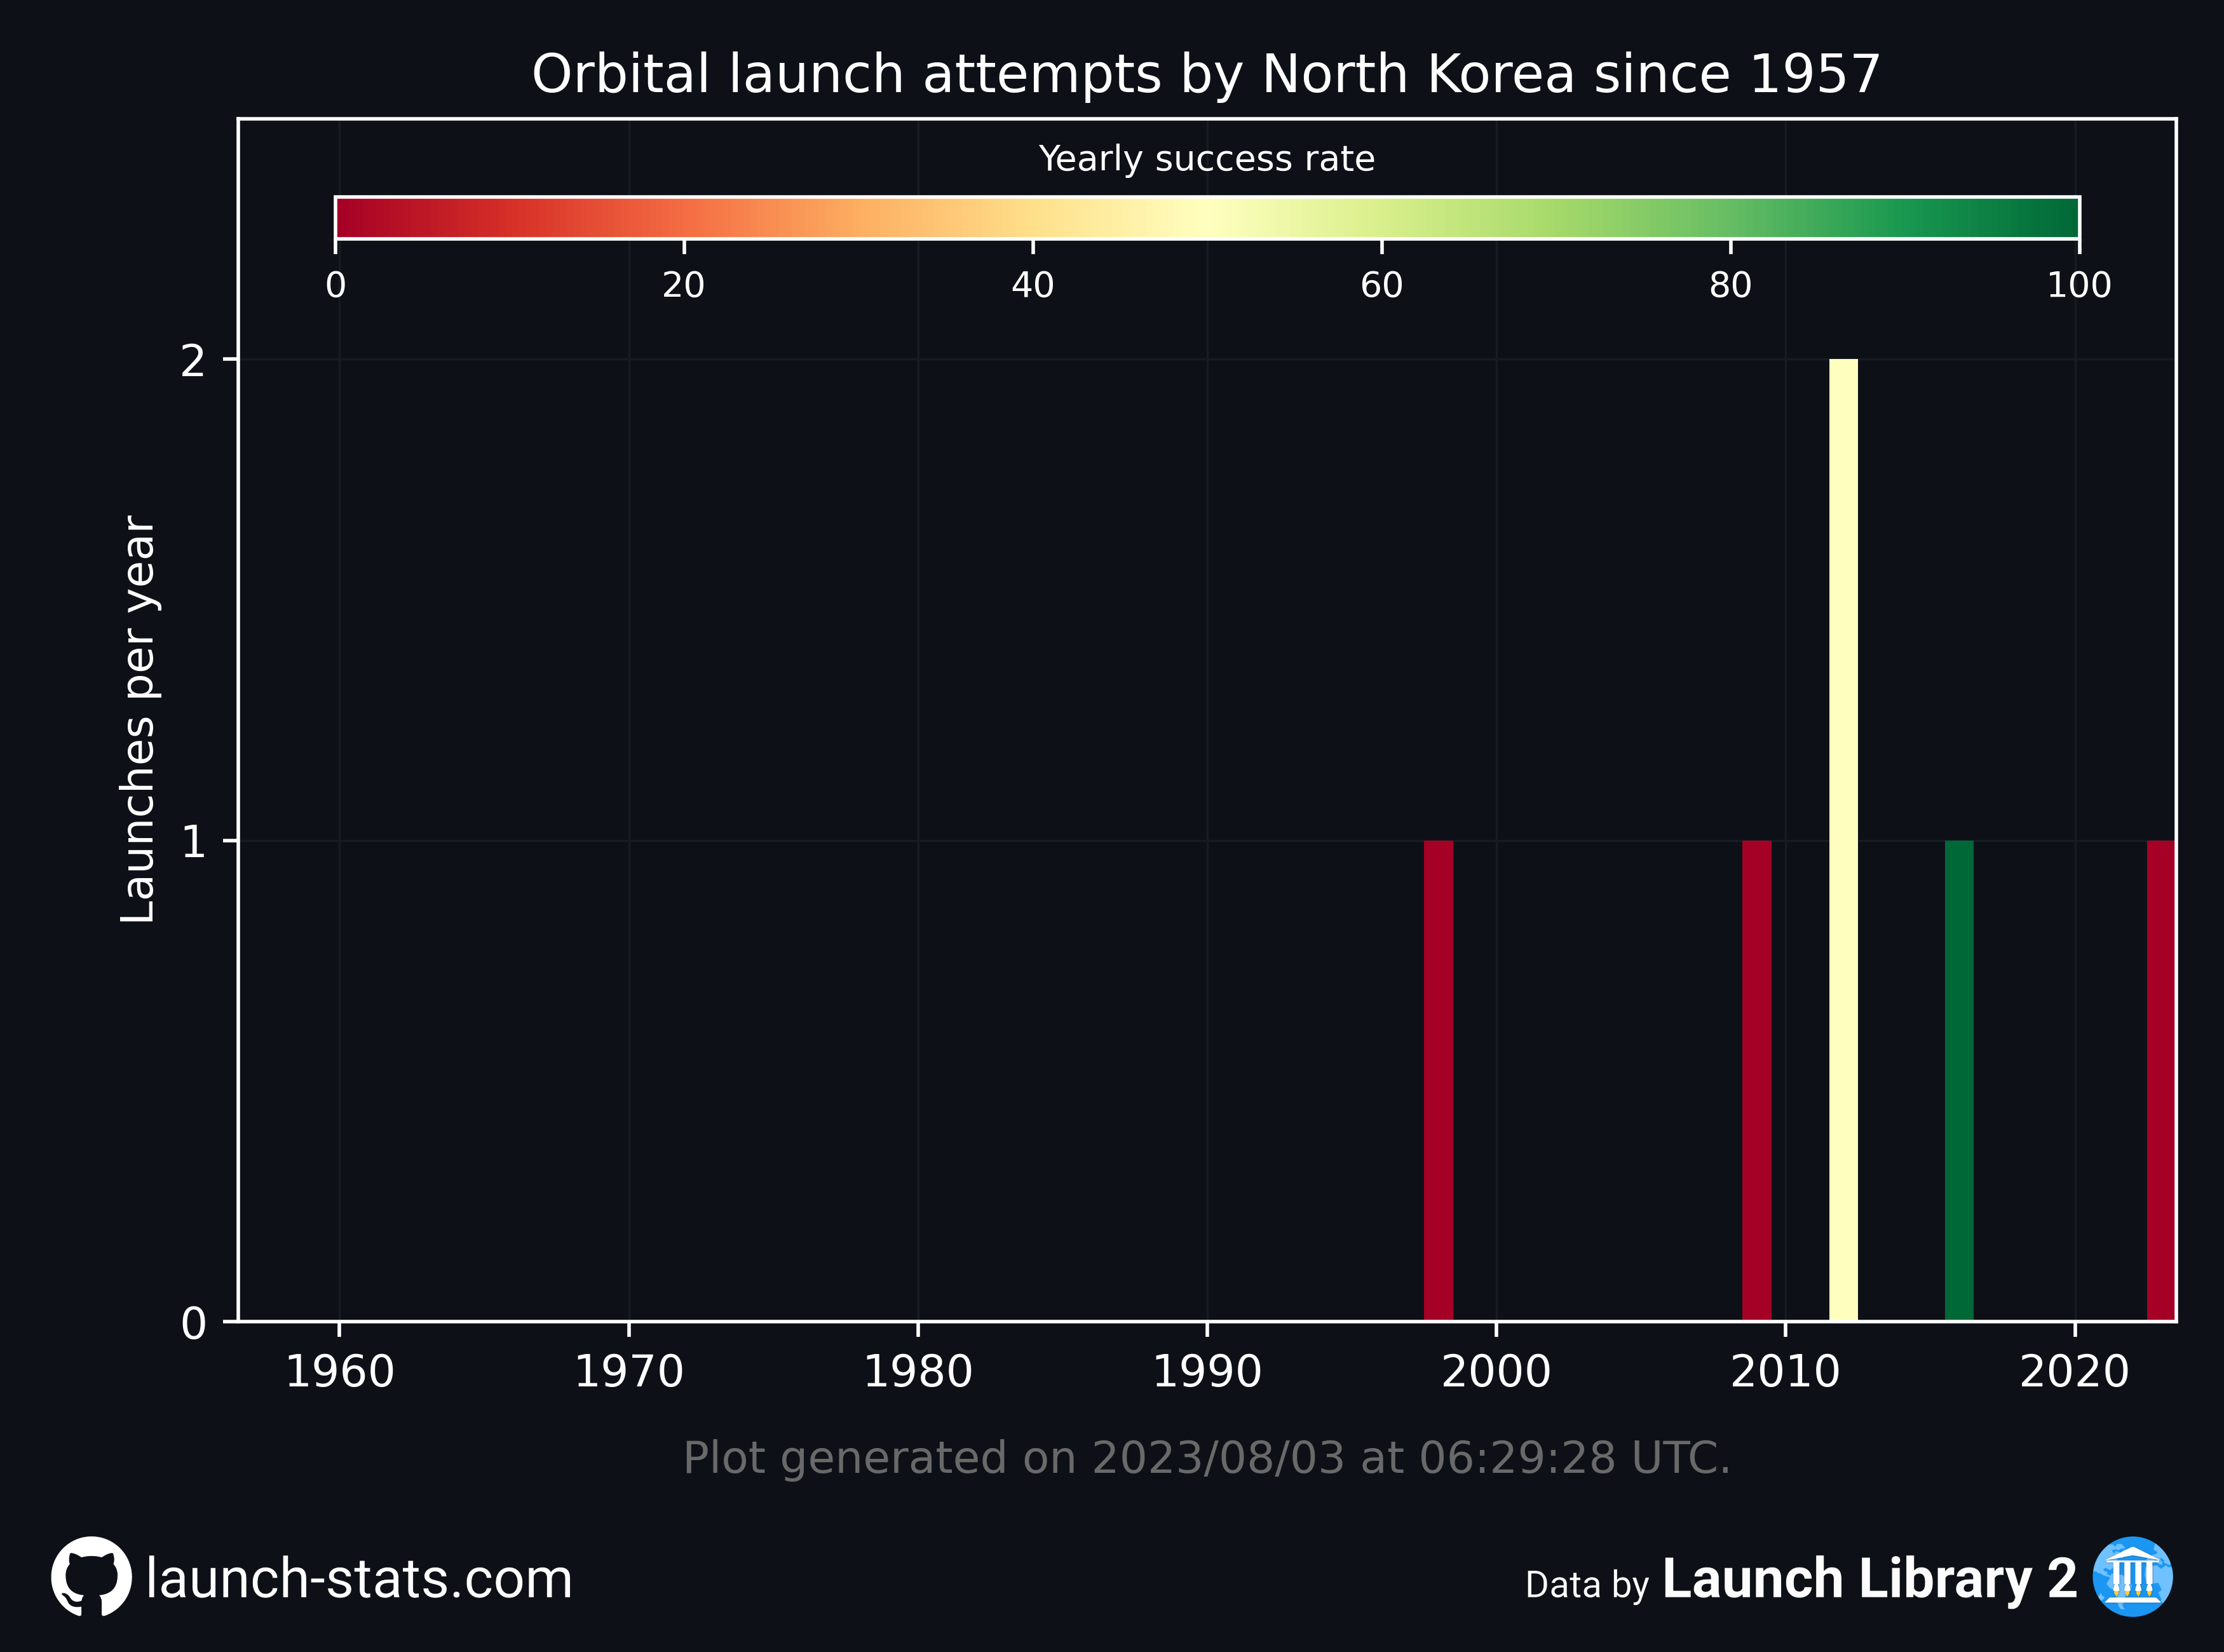 Orbital launch attempts by North Korea since 1957
Yearly success rate
0 20 40 60 80 100
2
1
0
Launches per year
1960 1970 1980 1990 2000 2010 2020
Plot generated on 2023/08/03 at 06:29:28 UTC.
launch-stats.com
Data by Launch Library 2